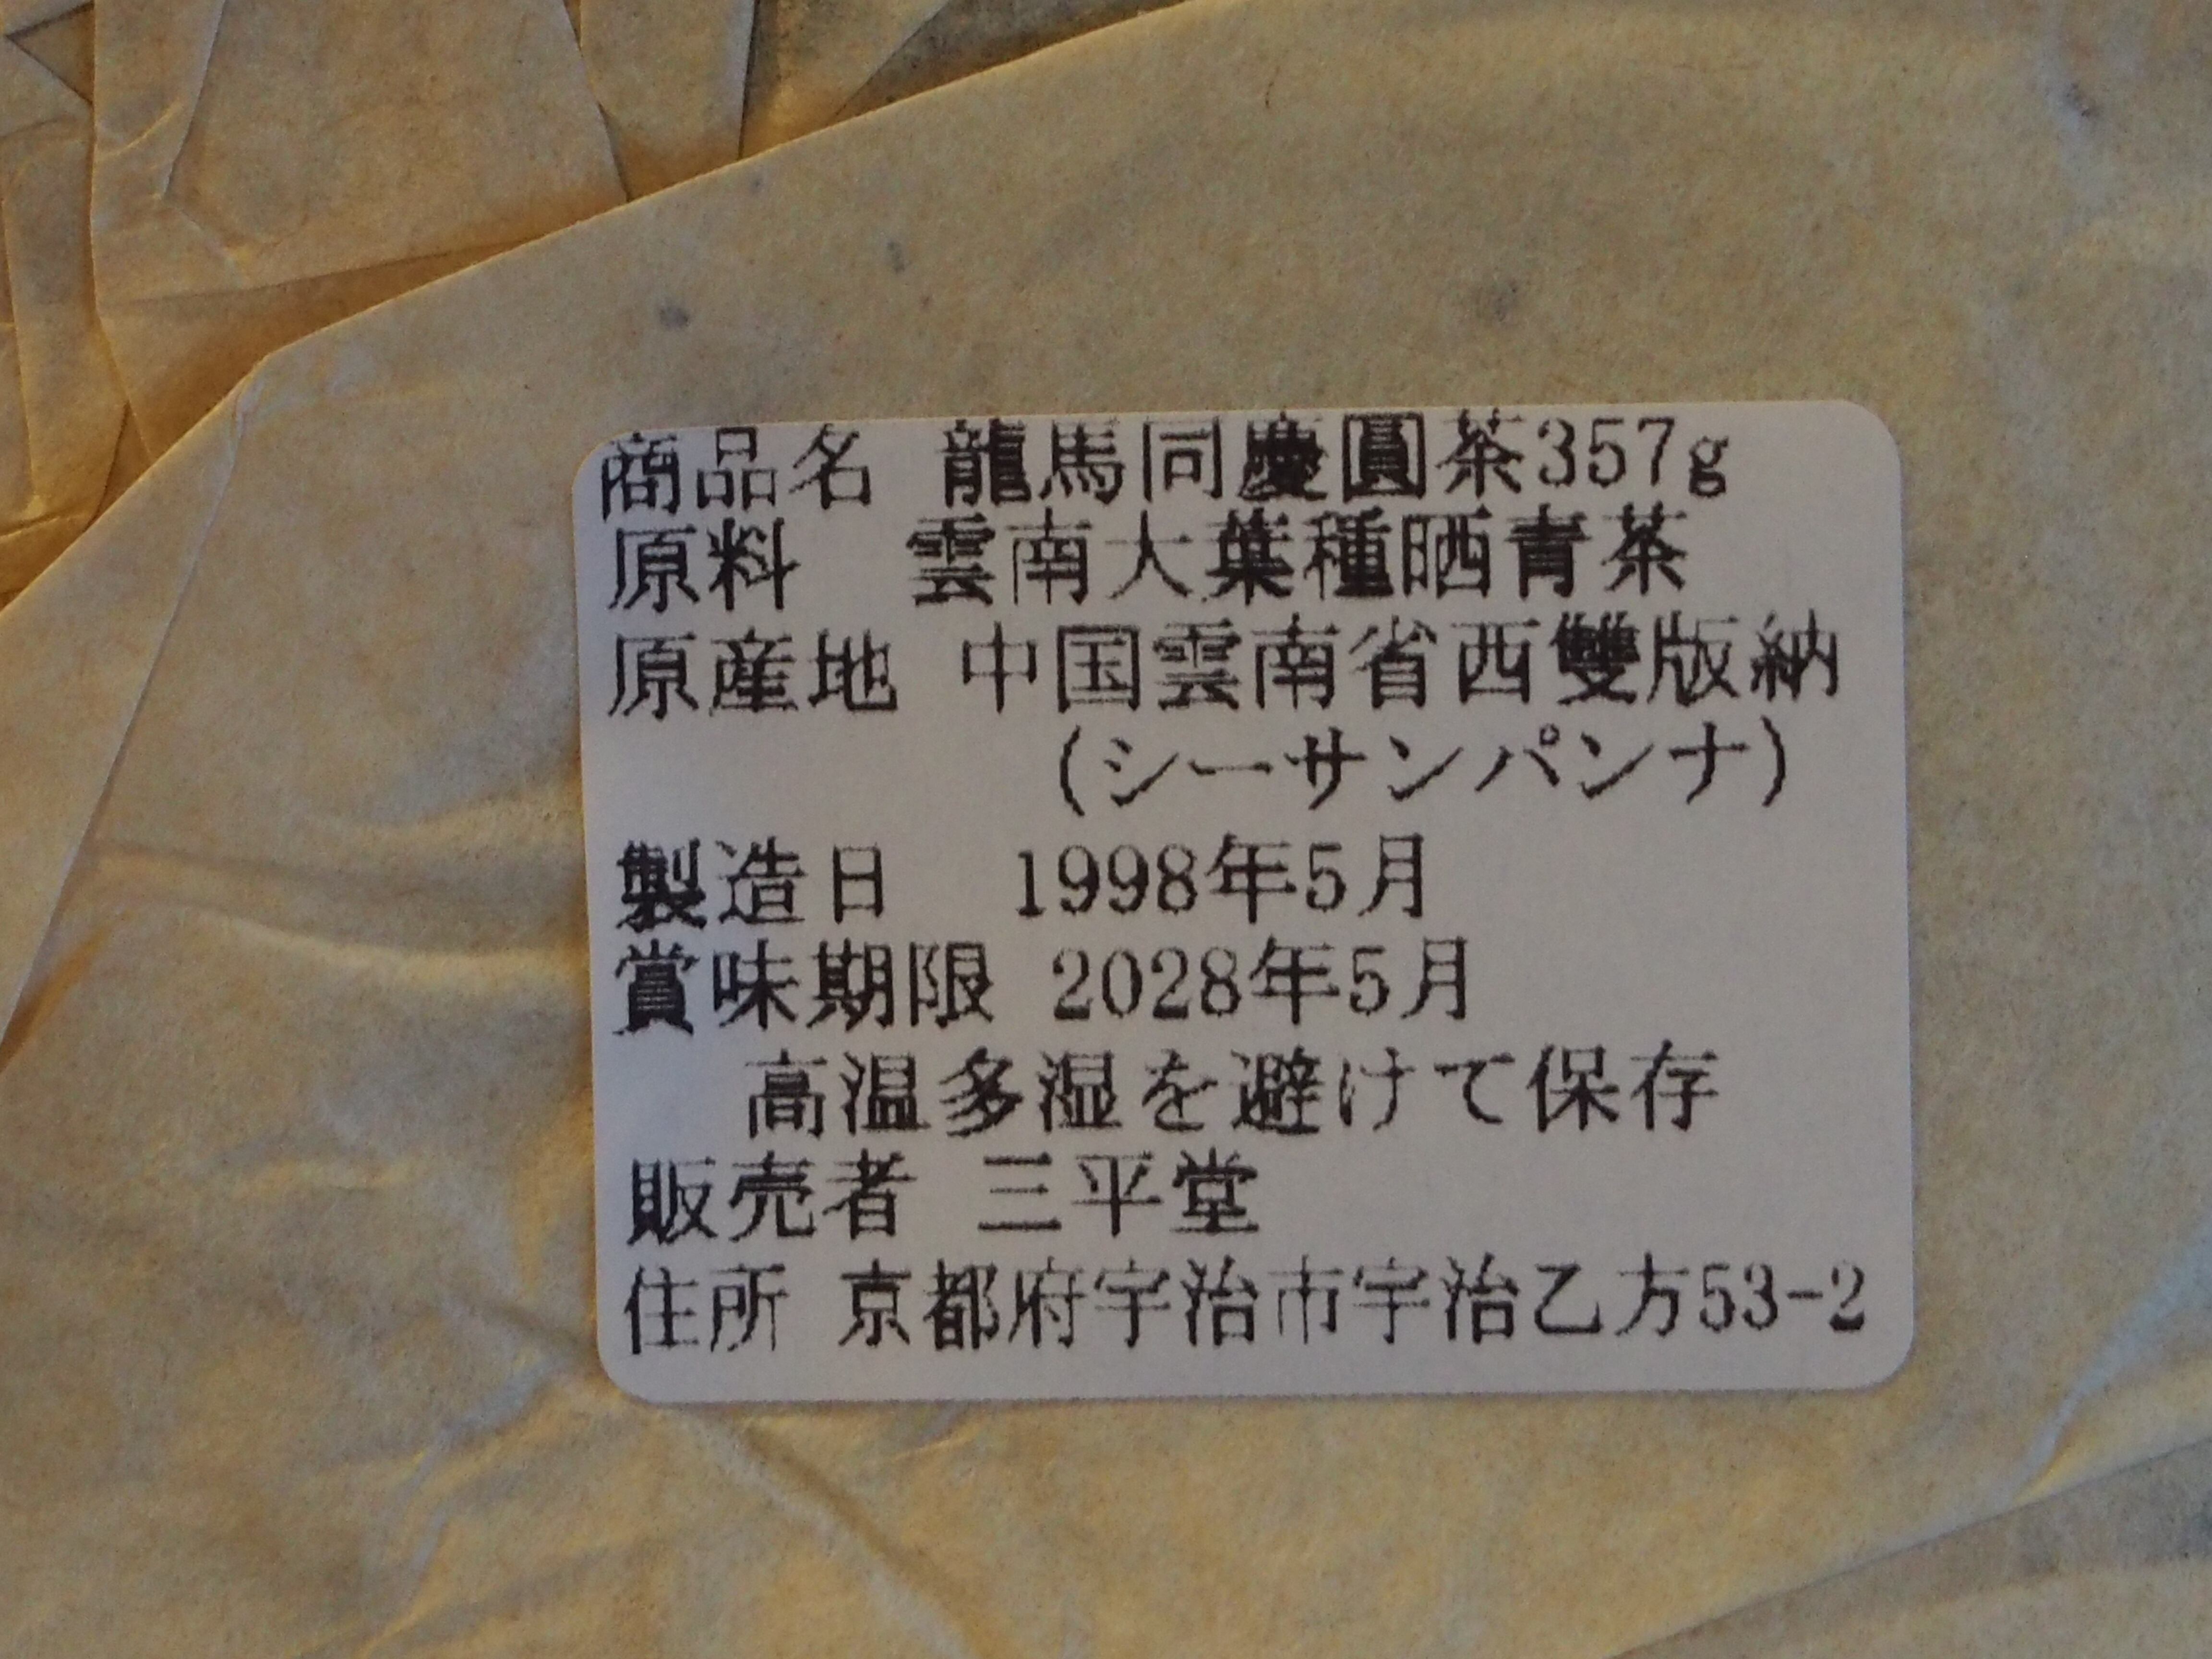 商品名 龍馬同慶圓茶357g
原料 雲南大葉種晒青茶
原産地 中国雲南省西雙版納
(シーサンパンナ)
製造日 1998年5月
賞味期限 2028年5月
高温多湿を避けて保存
販売者 三平堂
住所 京都府宇治市宇治乙方53-2